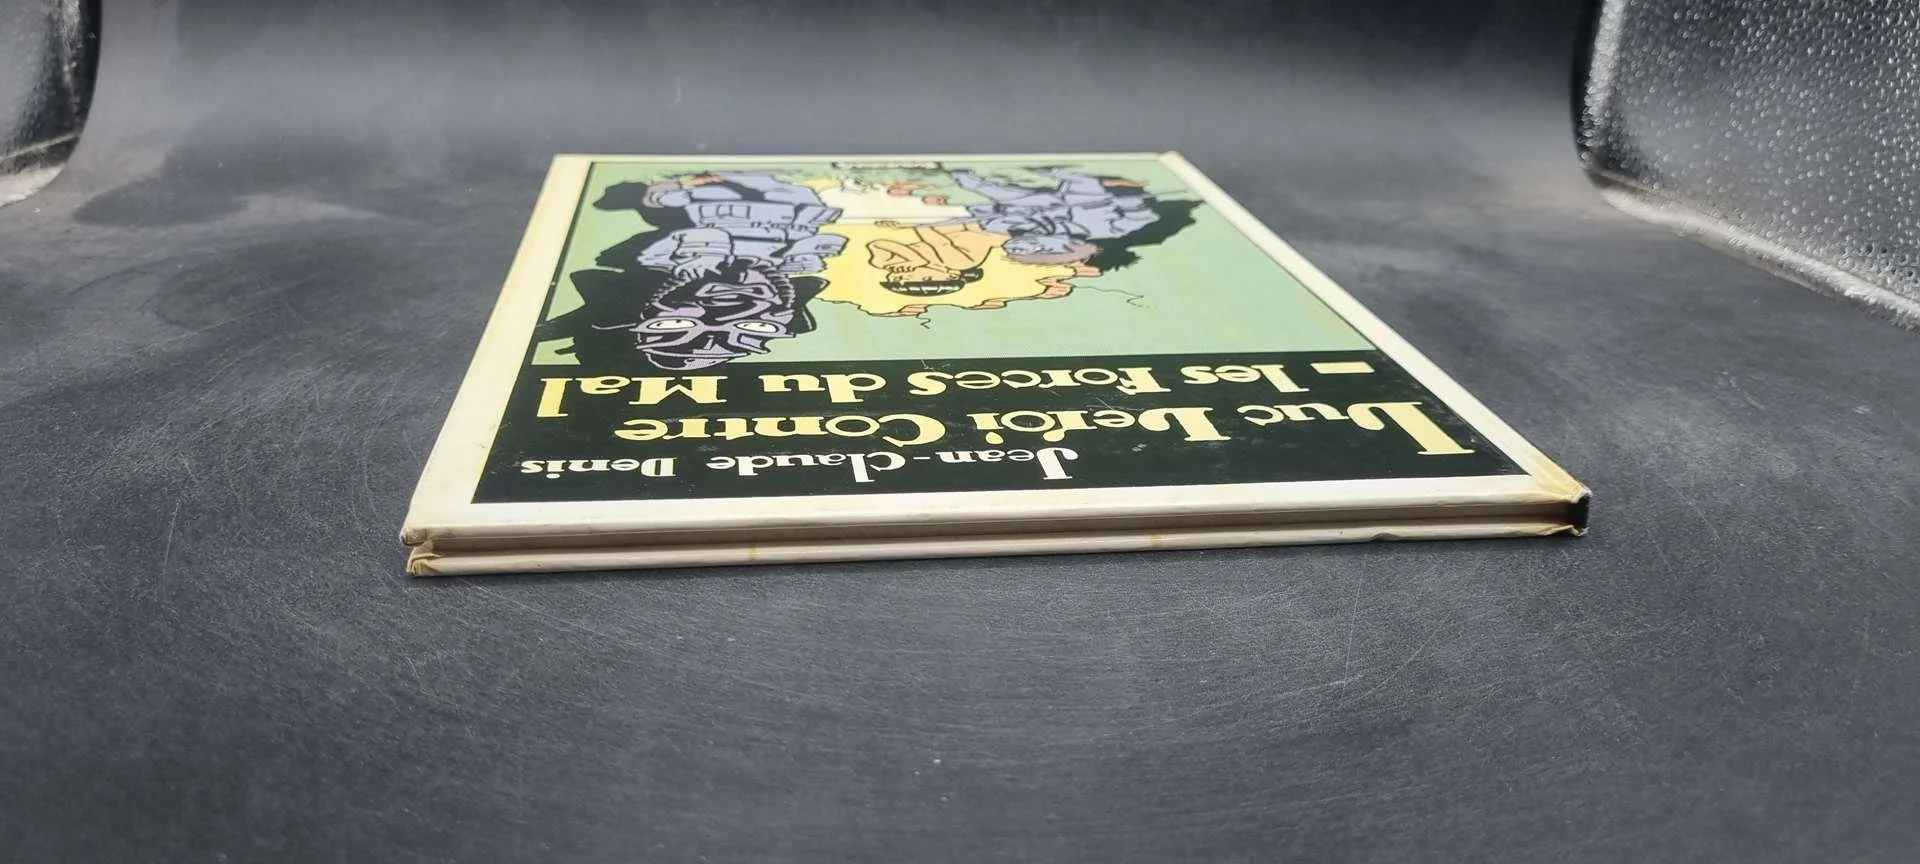 Jean-Claude Denis
Luc Leroi Contre
les Forces du Mal